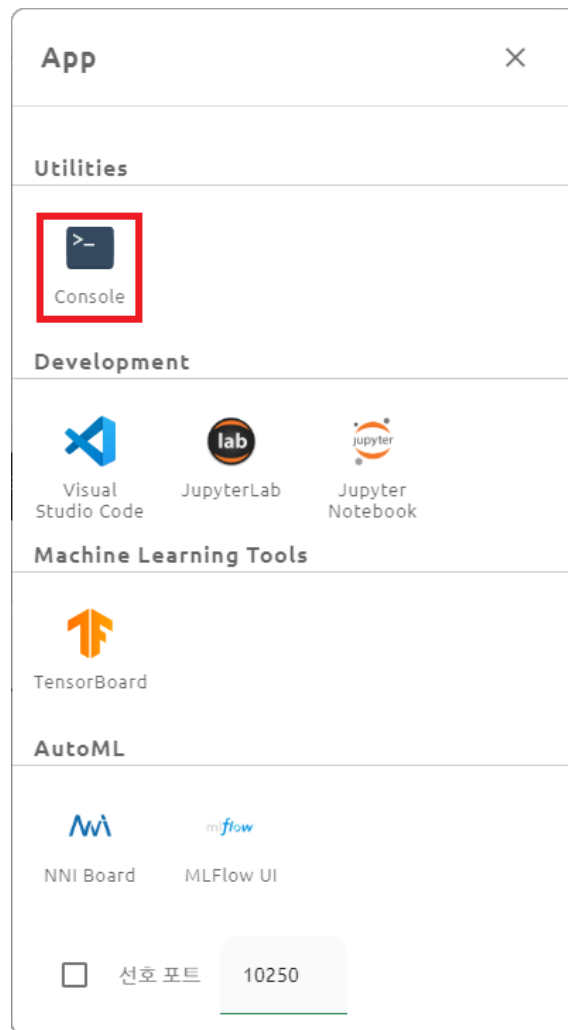 App
Utilities
>_
Console
Development
lab
jupyter
Visual
Studio Code
JupyterLab
Jupyter
Notebook
Machine Learning Tools
TensorBoard
AutoML
mlflow
NNI Board
MLFlow UI
선호 포트
10250